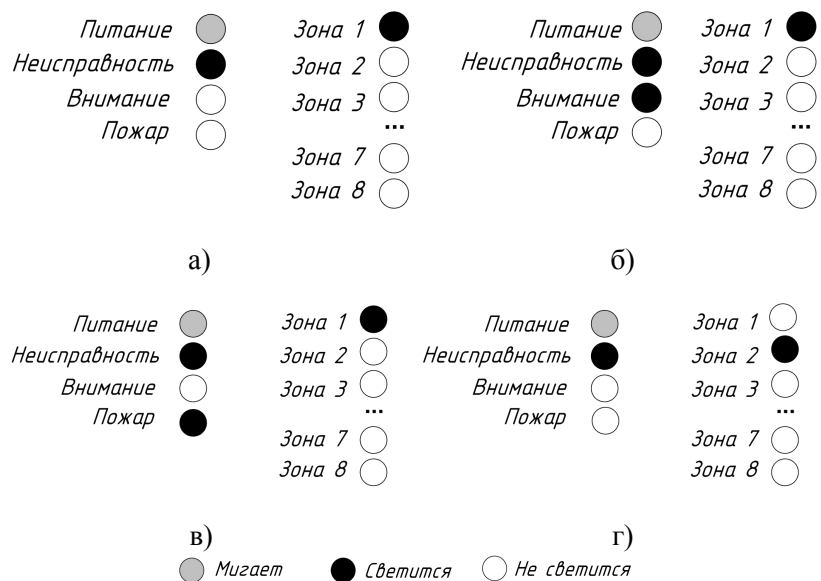 Питание
Неисправность
Внимание
Пожар
Зона 1
Зона 2
Зона 3
...
Зона 7
Зона 8
а)
Питание
Неисправность
Внимание
Пожар
Зона 1
Зона 2
Зона 3
...
Зона 7
Зона 8
б)
Питание
Неисправность
Внимание
Пожар
Зона 1
Зона 2
Зона 3
...
Зона 7
Зона 8
в)
Питание
Неисправность
Внимание
Пожар
Зона 1
Зона 2
Зона 3
...
Зона 7
Зона 8
г)
Мигает Светится Не светится